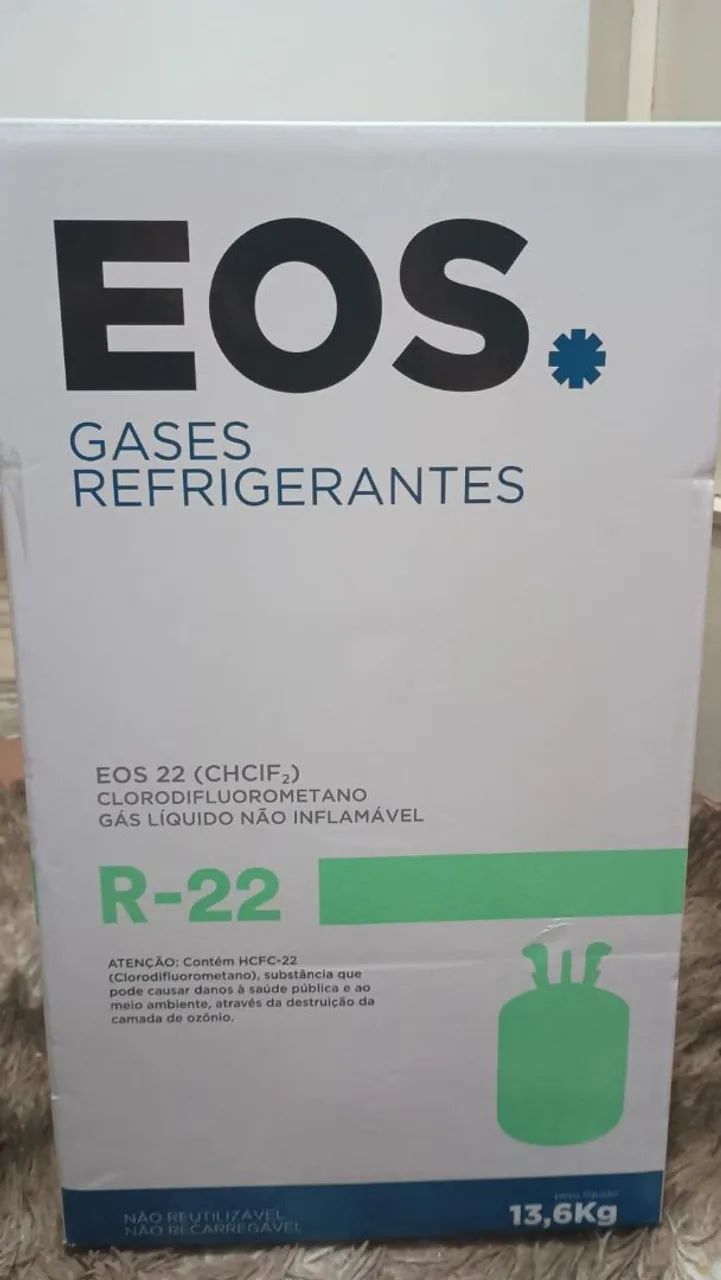 EOS.
GASES
REFRIGERANTES
EOS 22 (CHClF₂)
CLORODIFLUOROMETANO
GÁS LÍQUIDO NÃO INFLAMÁVEL
R-22
ATENÇÃO: Contém HCFC-22
(Clorodifluorometano), substância que
pode causar danos à saúde pública e ao
meio ambiente, através da destruição da
camada de ozônio.
NÃO REUTILIZÁVEL
NÃO RECARREGÁVEL
peso líquido
13,6Kg